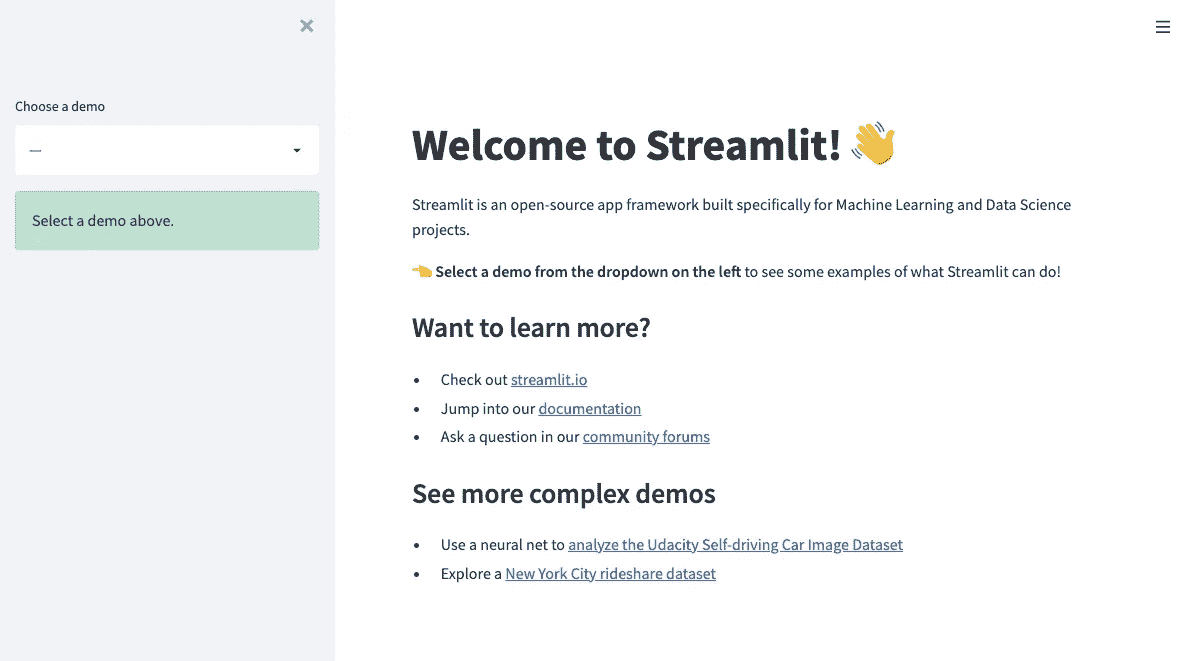 Choose a demo
—
Select a demo above.
Welcome to Streamlit! 👋
Streamlit is an open-source app framework built specifically for Machine Learning and Data Science
projects.
👈 Select a demo from the dropdown on the left to see some examples of what Streamlit can do!
Want to learn more?
• Check out streamlit.io
• Jump into our documentation
• Ask a question in our community forums
See more complex demos
• Use a neural net to analyze the Udacity Self-driving Car Image Dataset
• Explore a New York City rideshare dataset